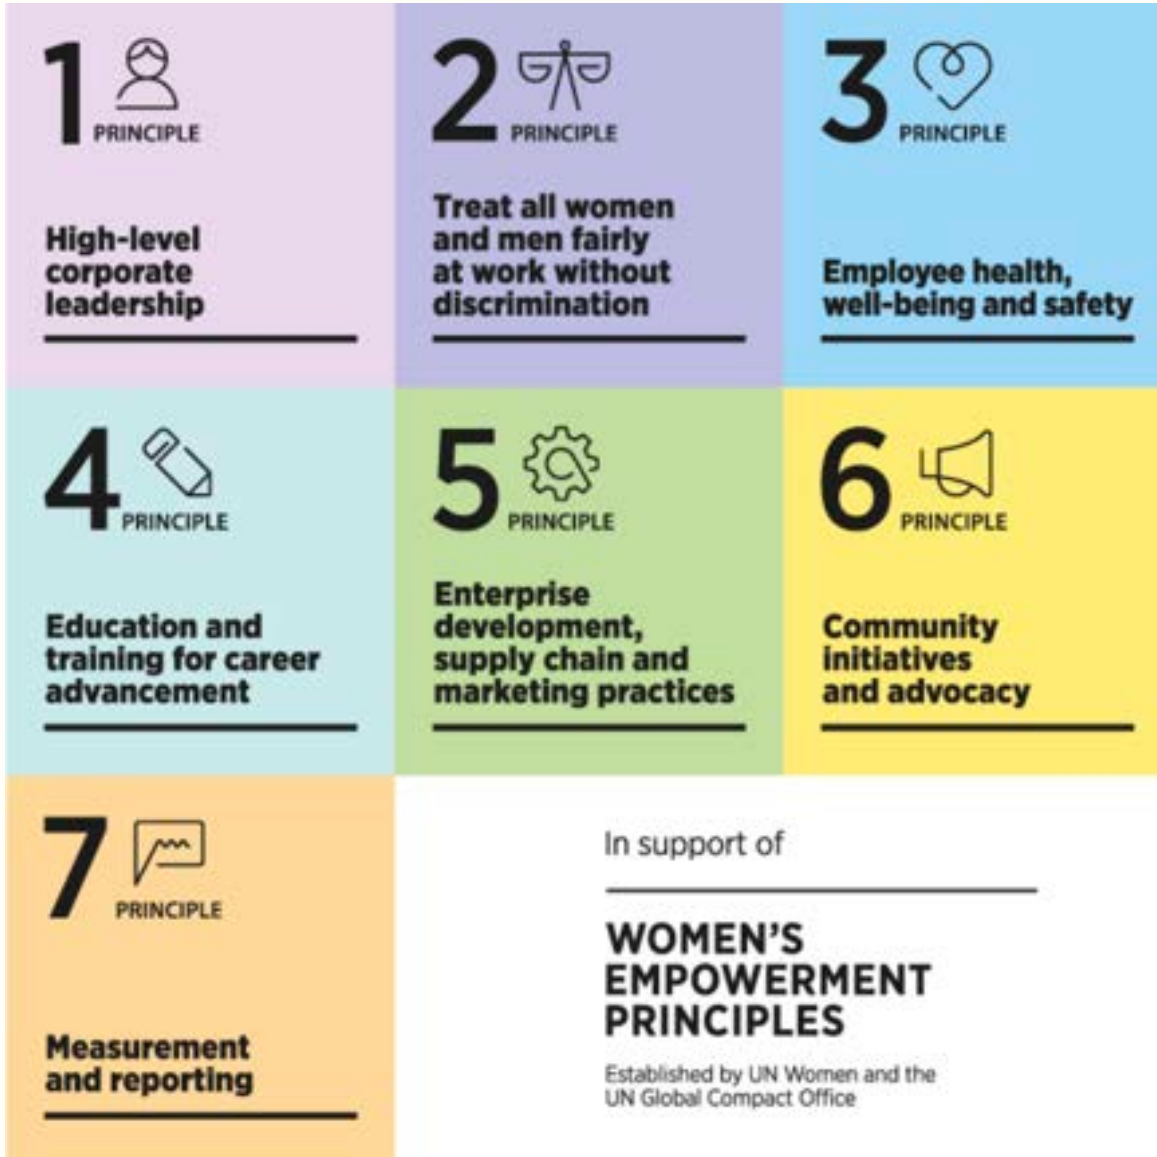 1
PRINCIPLE
High-level
corporate
leadership
2
PRINCIPLE
Treat all women
and men fairly
at work without
discrimination
3
PRINCIPLE
Employee health,
well-being and safety
4
PRINCIPLE
Education and
training for career
advancement
5
PRINCIPLE
Enterprise
development,
supply chain and
marketing practices
6
PRINCIPLE
Community
initiatives
and advocacy
7
PRINCIPLE
Measurement
and reporting
In support of
WOMEN'S
EMPOWERMENT
PRINCIPLES
Established by UN Women and the
UN Global Compact Office